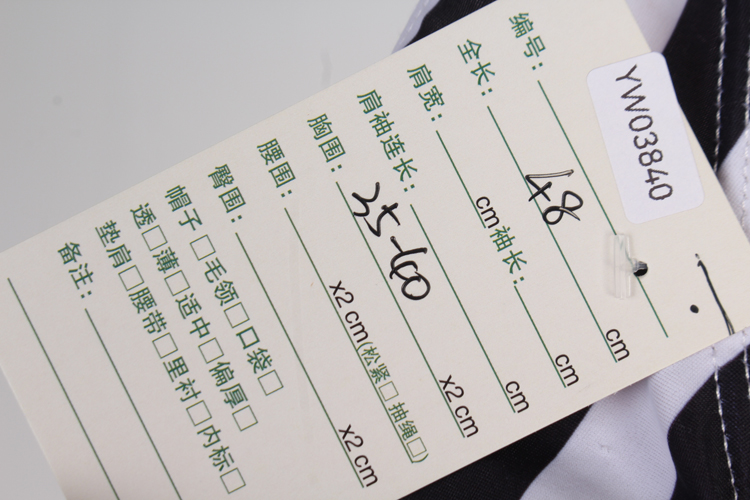 YW03840
编号:
全长: 48 cm
肩宽: cm 袖长: cm
肩袖连长: cm
胸围: 35-40 x2 cm
腰围: x2 cm(松紧□ 抽绳□)
臀围: x2 cm
帽子 □毛领□口袋□
透□薄□适中□偏厚□
垫肩□腰带□里衬□内标□
备注: